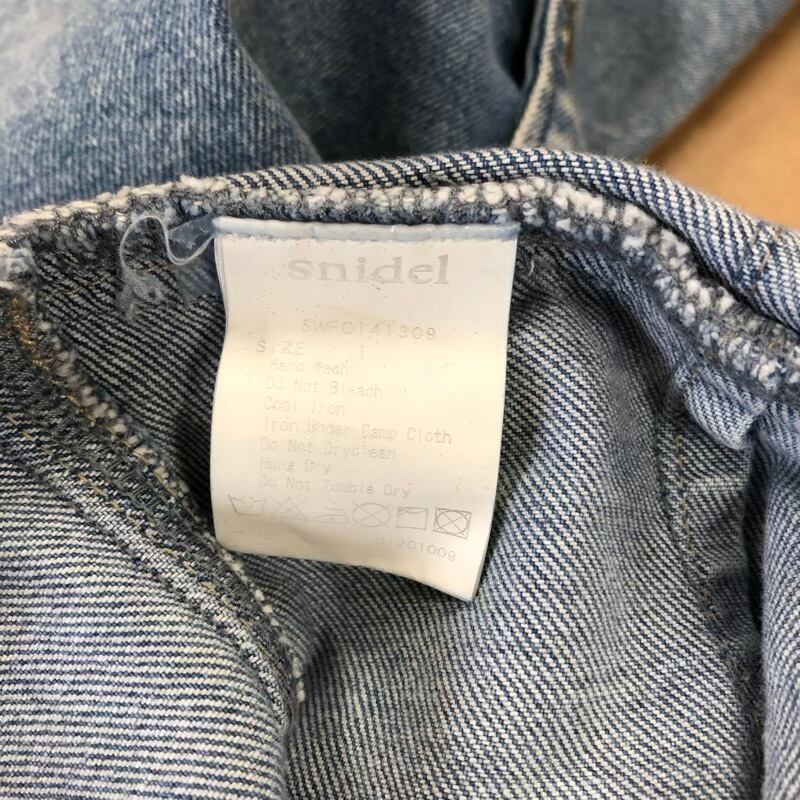 snidel
SWFO141309
SIZE 1
Hand Wash
Do Not Bleach
Cool Iron
Iron Under Damp Cloth
Do Not Dryclean
Hung Dry
Do Not Tumble Dry
201009